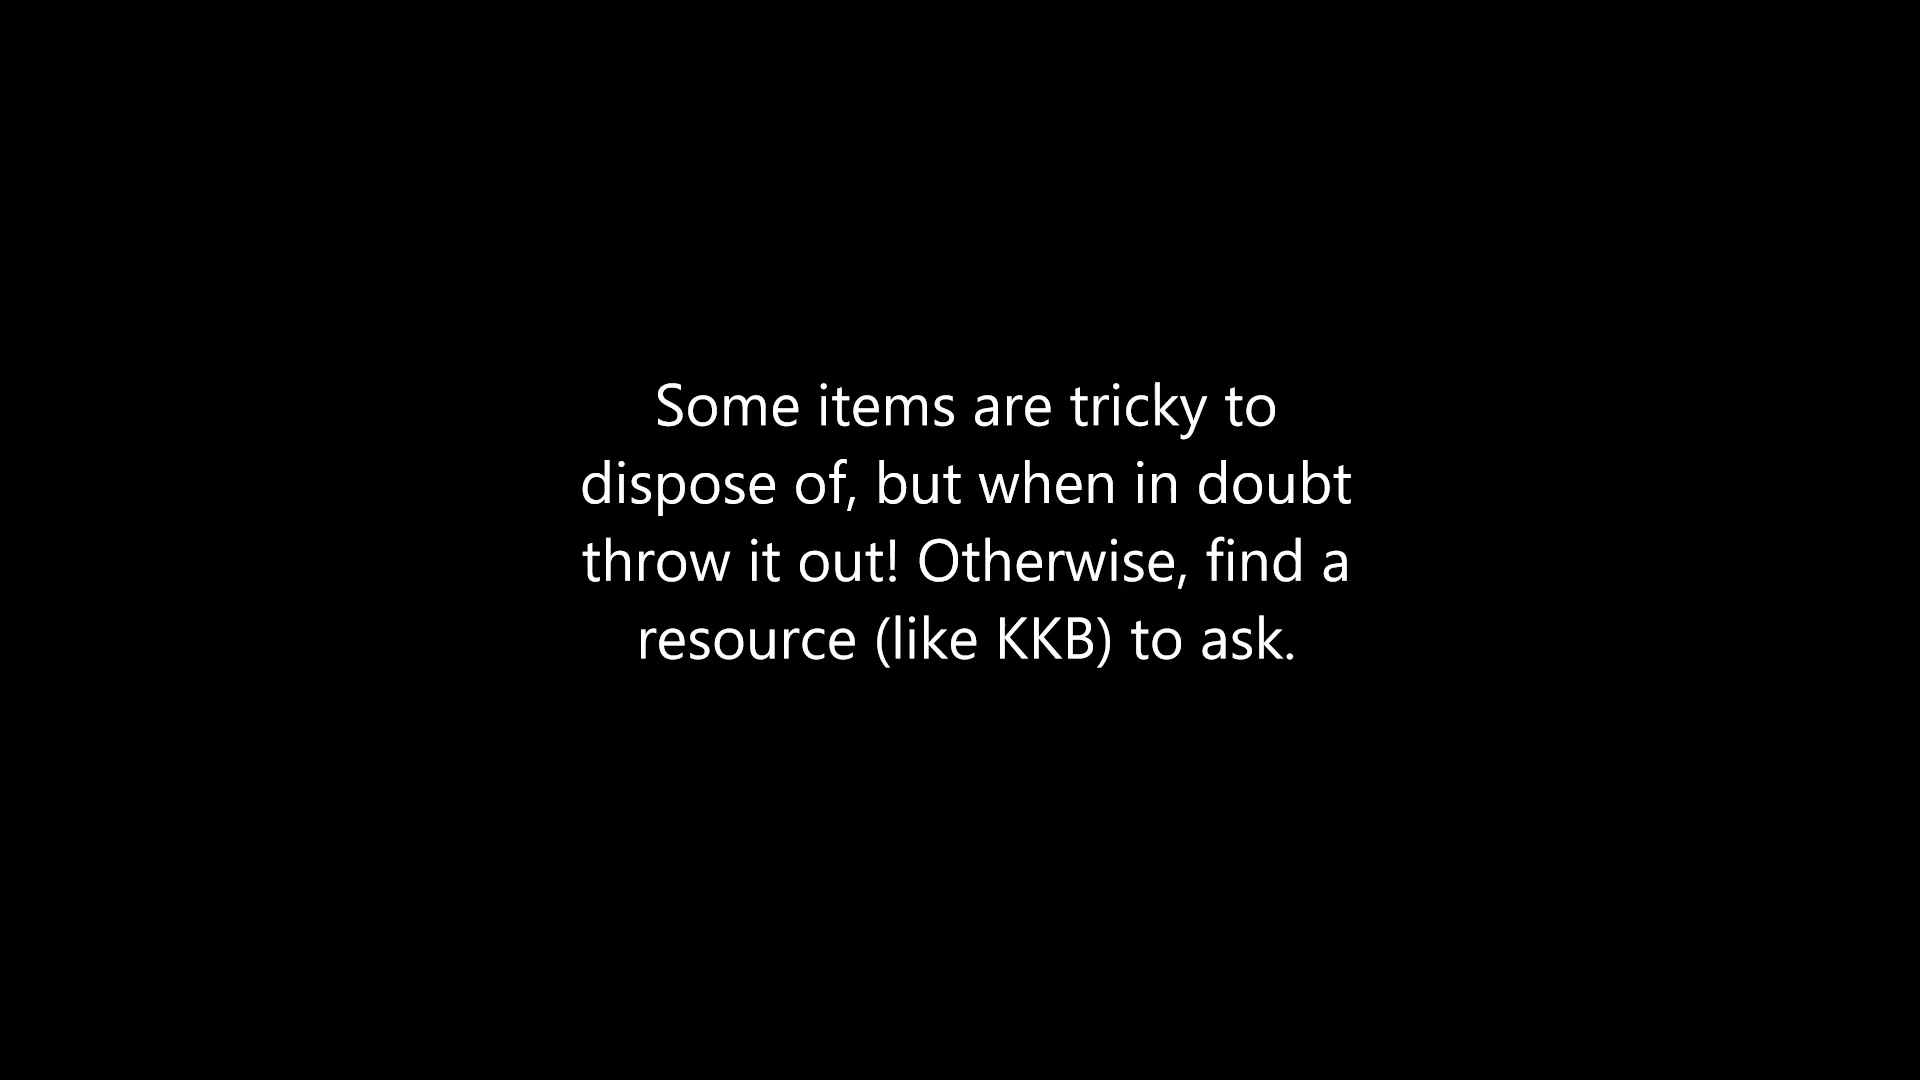 Some items are tricky to
dispose of, but when in doubt
throw it out! Otherwise, find a
resource (like KKB) to ask.